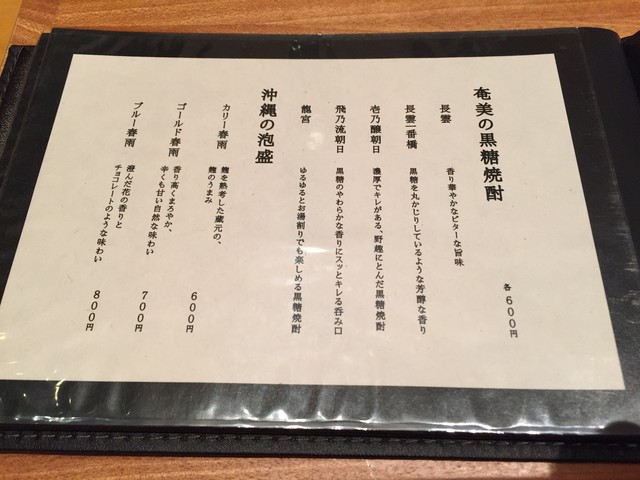 奄美の黒糖焼酎
各600円
長雲
香り華やかなビターな旨味
長雲一番橋
黒糖を丸かじりしているような芳醇な香り
壱乃醸朝日
濃厚でキレがある、野趣にとんだ黒糖焼酎
飛乃流朝日
黒糖のやわらかな香りにスッとキレる呑み口
龍宮
ゆるゆるとお湯割りでも楽しめる黒糖焼酎
沖縄の泡盛
カリー春雨
麹を熟考した蔵元の、
麹のうまみ
600円
ゴールド春雨
香り高くまろやか、
辛くも甘い自然な味わい
700円
ブルー春雨
澄んだ花の香りと
チョコレートのような味わい
800円